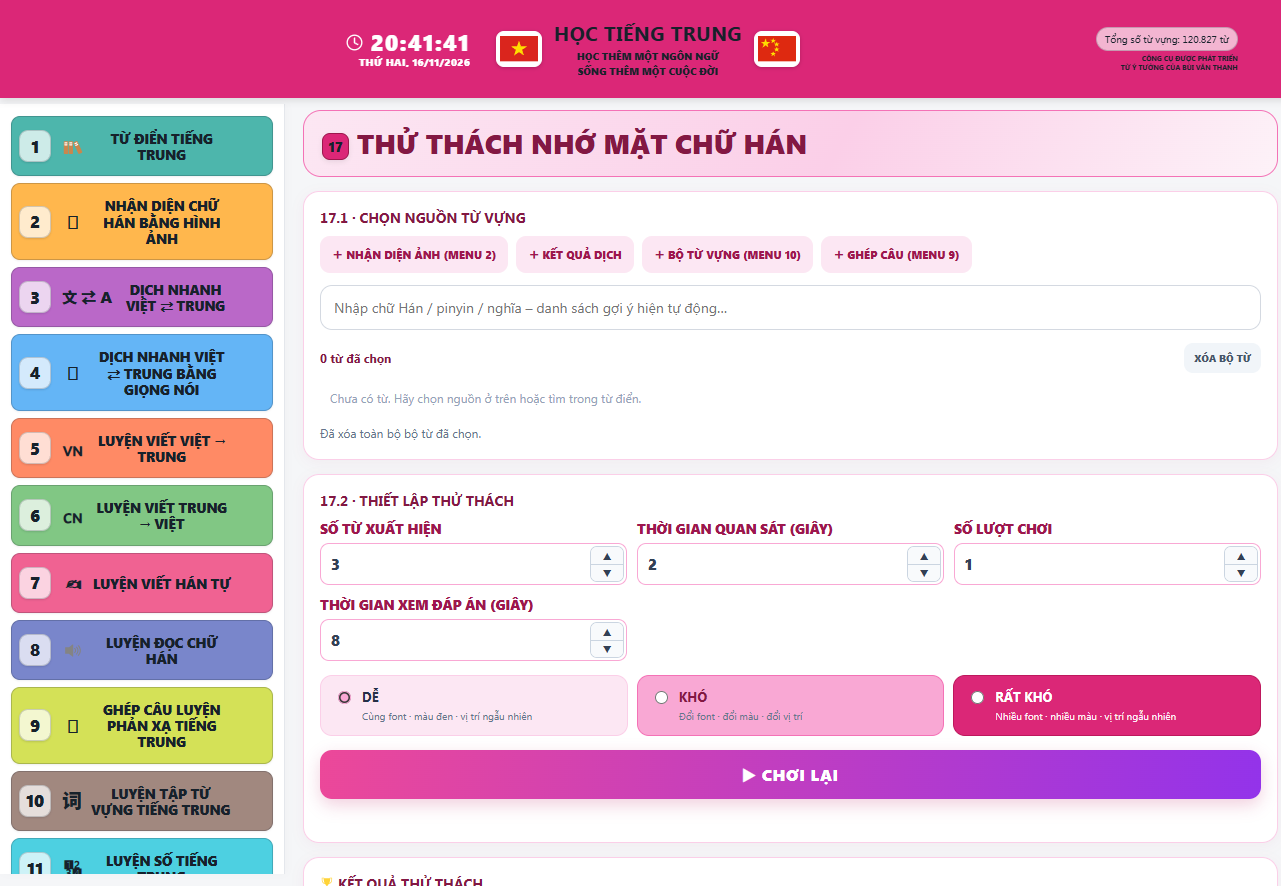 20:41:41
THỨ HAI, 16/11/2026
HỌC TIẾNG TRUNG
HỌC THÊM MỘT NGÔN NGỮ
SỐNG THÊM MỘT CUỘC ĐỜI
Tổng số từ vựng: 120.827 từ
CÔNG CỤ ĐƯỢC PHÁT TRIỂN
TỪ Ý TƯỞNG CỦA BÙI VĂN THANH
1 TỪ ĐIỂN TIẾNG
TRUNG
2 NHẬN DIỆN CHỮ
HÁN BẰNG HÌNH
ẢNH
3 文 ⇄ A DỊCH NHANH
VIỆT ⇄ TRUNG
4 DỊCH NHANH VIỆT
⇄ TRUNG BẰNG
GIỌNG NÓI
5 VN LUYỆN VIẾT VIỆT →
TRUNG
6 CN LUYỆN VIẾT TRUNG
→ VIỆT
7 LUYỆN VIẾT HÁN TỰ
8 LUYỆN ĐỌC CHỮ
HÁN
9 GHÉP CÂU LUYỆN
PHẢN XẠ TIẾNG
TRUNG
10 词 LUYỆN TẬP TỪ
VỰNG TIẾNG TRUNG
11 LUYỆN SỐ TIẾNG
TRUNG
17 THỬ THÁCH NHỚ MẶT CHỮ HÁN
17.1 · CHỌN NGUỒN TỪ VỰNG
+ NHẬN DIỆN ẢNH (MENU 2)
+ KẾT QUẢ DỊCH
+ BỘ TỪ VỰNG (MENU 10)
+ GHÉP CÂU (MENU 9)
Nhập chữ Hán / pinyin / nghĩa – danh sách gợi ý hiện tự động...
0 từ đã chọn
XÓA BỘ TỪ
Chưa có từ. Hãy chọn nguồn ở trên hoặc tìm trong từ điển.
Đã xóa toàn bộ bộ từ đã chọn.
17.2 · THIẾT LẬP THỬ THÁCH
SỐ TỪ XUẤT HIỆN
3
THỜI GIAN QUAN SÁT (GIÂY)
2
SỐ LƯỢT CHƠI
1
THỜI GIAN XEM ĐÁP ÁN (GIÂY)
8
DỄ
Cùng font · màu đen · vị trí ngẫu nhiên
KHÓ
Đổi font · đổi màu · đổi vị trí
RẤT KHÓ
Nhiều font · nhiều màu · vị trí ngẫu nhiên
▶ CHƠI LẠI
KẾT QUẢ THỬ THÁCH